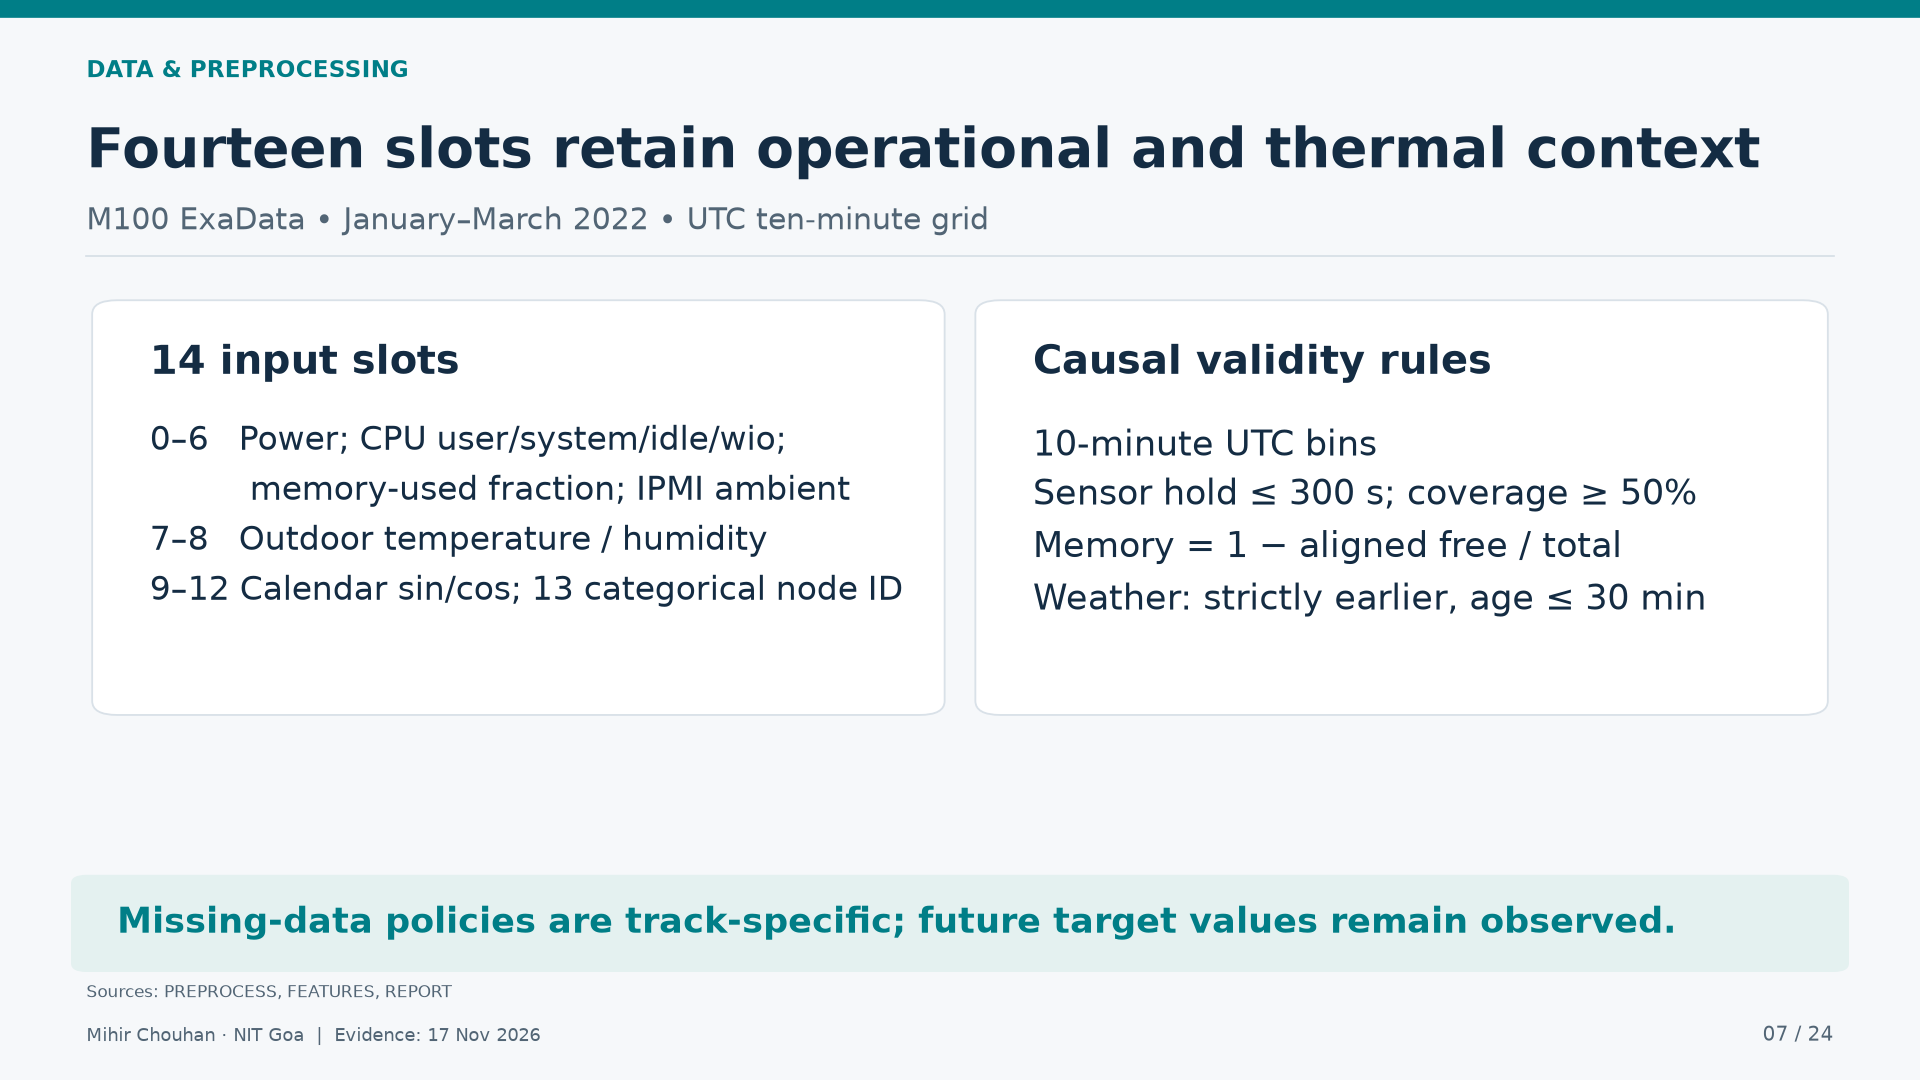 DATA & PREPROCESSING
Fourteen slots retain operational and thermal context
M100 ExaData • January–March 2022 • UTC ten-minute grid
14 input slots
0–6 Power; CPU user/system/idle/wio;
memory-used fraction; IPMI ambient
7–8 Outdoor temperature / humidity
9–12 Calendar sin/cos; 13 categorical node ID
Causal validity rules
10-minute UTC bins
Sensor hold ≤ 300 s; coverage ≥ 50%
Memory = 1 − aligned free / total
Weather: strictly earlier, age ≤ 30 min
Missing-data policies are track-specific; future target values remain observed.
Sources: PREPROCESS, FEATURES, REPORT
Mihir Chouhan · NIT Goa | Evidence: 17 Nov 2026
07 / 24